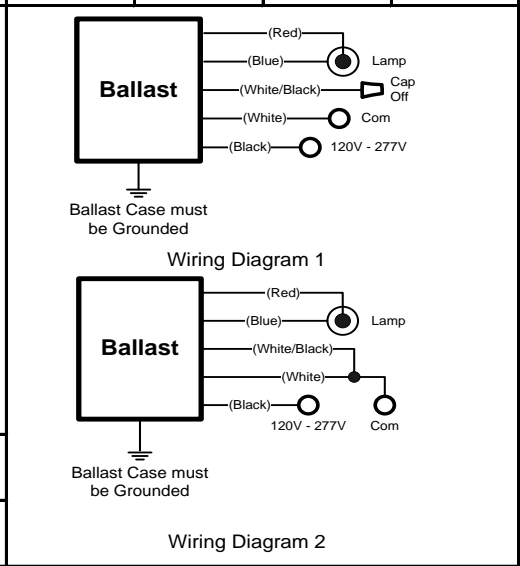 (Red)
(Blue)
Lamp
Ballast
(White/Black)
Cap
Off
(White)
Com
(Black)
120V - 277V
Ballast Case must
be Grounded
Wiring Diagram 1
(Red)
(Blue)
Lamp
Ballast
(White/Black)
(White)
(Black)
120V - 277V
Com
Ballast Case must
be Grounded
Wiring Diagram 2